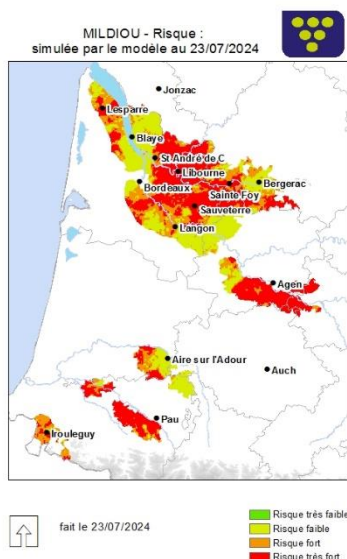 MILDIOU - Risque :
simulée par le modèle au 23/07/2024
Jonzac
Lesparre
Blaye
St André de C
Libourne
Bordeaux
Sainte Foy
Bergerac
Sauveterre
Langon
Agen
Aire sur l'Adour
Auch
Pau
Irouleguy
fait le 23/07/2024
Risque très faible
Risque faible
Risque fort
Risque très fort